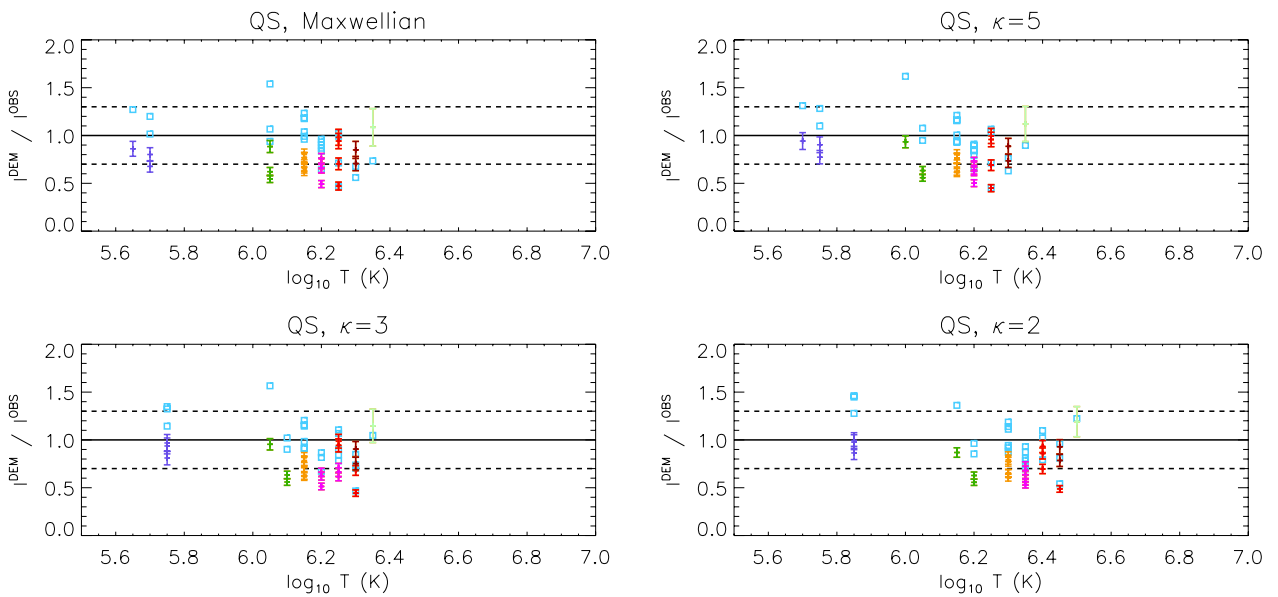 QS, Maxwellian
2.0
1.5
1.0
0.5
0.0
I^DEM / I^OBS
5.6 5.8 6.0 6.2 6.4 6.6 6.8 7.0
log₁₀ T (K)
QS, κ=5
2.0
1.5
1.0
0.5
0.0
I^DEM / I^OBS
5.6 5.8 6.0 6.2 6.4 6.6 6.8 7.0
log₁₀ T (K)
QS, κ=3
2.0
1.5
1.0
0.5
0.0
I^DEM / I^OBS
5.6 5.8 6.0 6.2 6.4 6.6 6.8 7.0
log₁₀ T (K)
QS, κ=2
2.0
1.5
1.0
0.5
0.0
I^DEM / I^OBS
5.6 5.8 6.0 6.2 6.4 6.6 6.8 7.0
log₁₀ T (K)